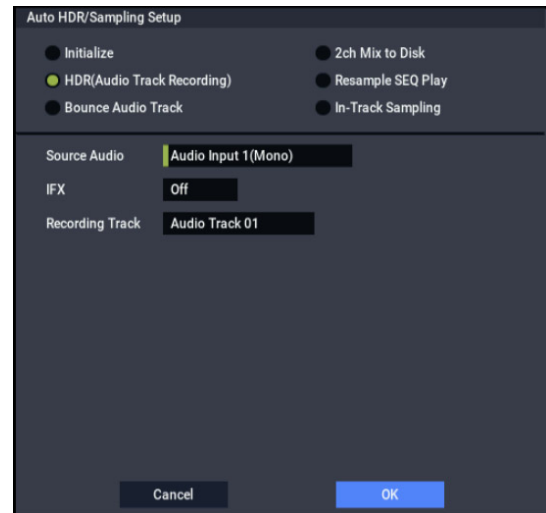 Auto HDR/Sampling Setup
Initialize
2ch Mix to Disk
HDR(Audio Track Recording)
Resample SEQ Play
Bounce Audio Track
In-Track Sampling
Source Audio Audio Input 1(Mono)
IFX Off
Recording Track Audio Track 01
Cancel OK